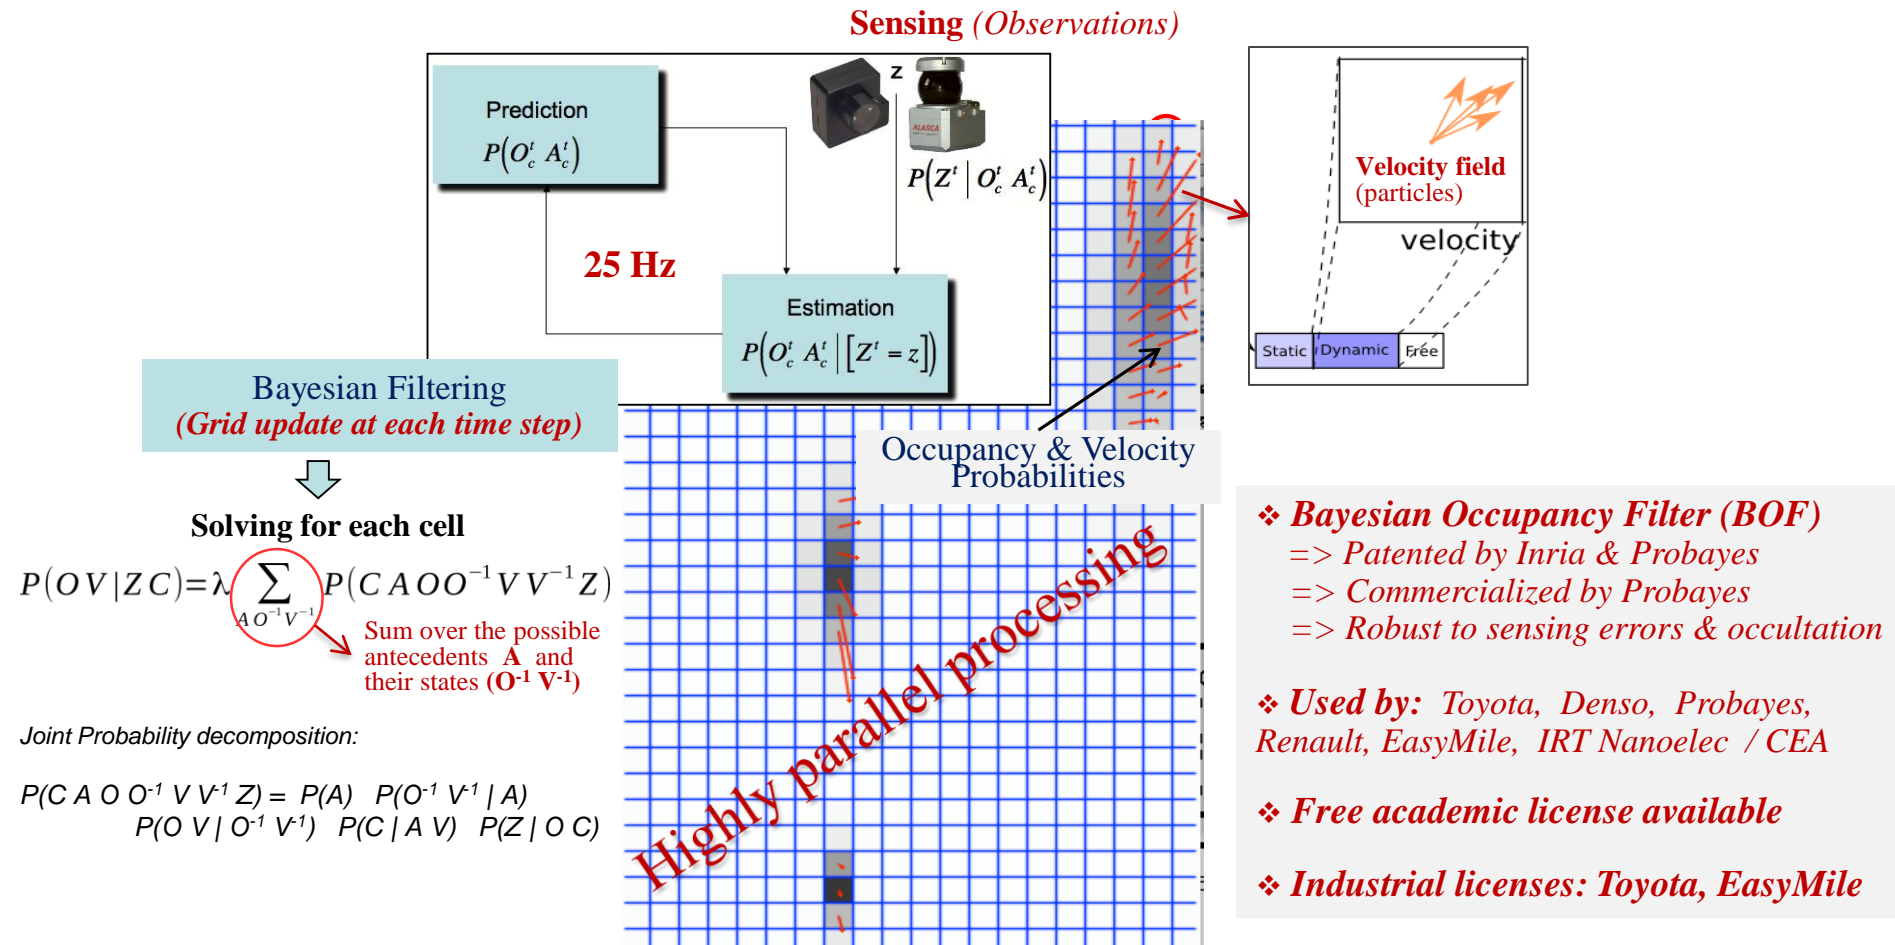 Sensing (Observations)
Prediction
P(O_c^t A_c^t)
z
ALASCA
P(Z^t | O_c^t A_c^t)
25 Hz
Estimation
P(O_c^t A_c^t | [Z^t = z])
Velocity field
(particles)
velocity
Static
Dynamic
Free
Bayesian Filtering
(Grid update at each time step)
Occupancy & Velocity
Probabilities
Solving for each cell
P(O V | Z C) = λ ∑ P(C A O O⁻¹ V V⁻¹ Z)
A O⁻¹ V⁻¹
Sum over the possible
antecedents A and
their states (O⁻¹ V⁻¹)
Joint Probability decomposition:
P(C A O O⁻¹ V V⁻¹ Z) = P(A) P(O⁻¹ V⁻¹ | A)
P(O V | O⁻¹ V⁻¹) P(C | A V) P(Z | O C)
Highly parallel processing
❖ Bayesian Occupancy Filter (BOF)
=> Patented by Inria & Probayes
=> Commercialized by Probayes
=> Robust to sensing errors & occultation
❖ Used by: Toyota, Denso, Probayes,
Renault, EasyMile, IRT Nanoelec / CEA
❖ Free academic license available
❖ Industrial licenses: Toyota, EasyMile